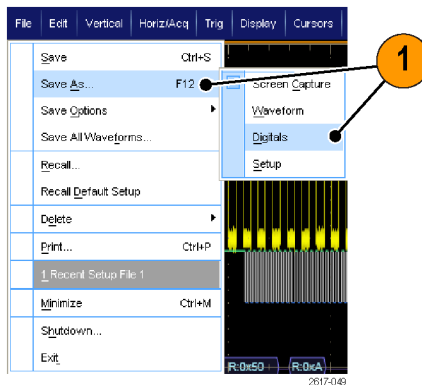 File Edit Vertical Horiz/Acq Trig Display Cursors
Save Ctrl+S
Save As... F12
Save Options
Save All Waveforms...
Recall...
Recall Default Setup
Delete
Print... Ctrl+P
1 Recent Setup File 1
Minimize Ctrl+M
Shutdown...
Exit
Screen Capture
Waveform
Digitals
Setup
1
R:0x50 R:0xA
2617-049